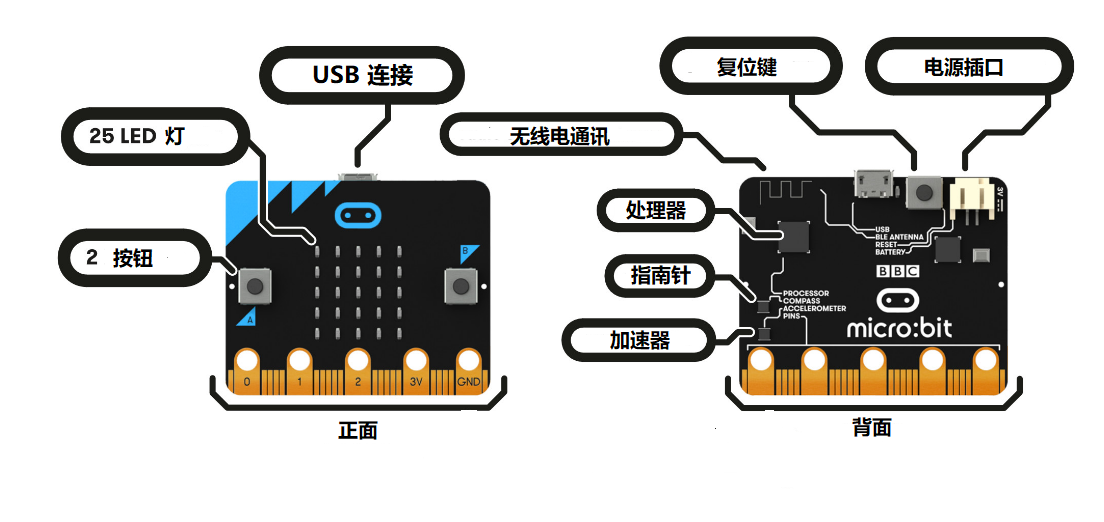 USB 连接
25 LED 灯
2 按钮
A
B
0 1 2 3V GND
正面
复位键
电源插口
无线电通讯
处理器
指南针
加速器
3V
USB
BLE ANTENNA
RESET
BATTERY
BBC
PROCESSOR
COMPASS
ACCELEROMETER
PINS
micro:bit
背面